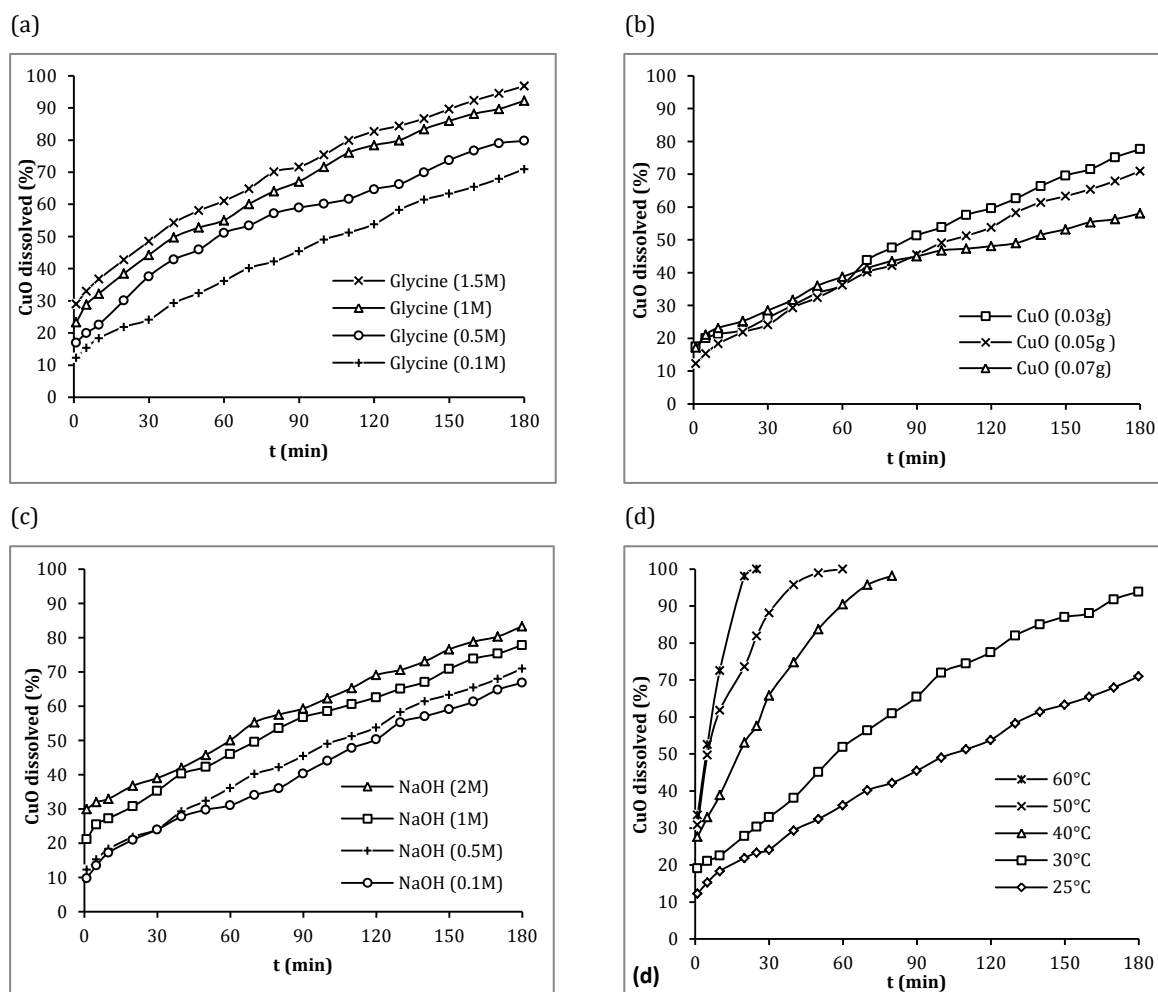 (a)
100
90
80
70
60
50
40
30
20
10
0
CuO dissolved (%)
Glycine (1.5M)
Glycine (1M)
Glycine (0.5M)
Glycine (0.1M)
0 30 60 90 120 150 180
t (min)
(b)
100
90
80
70
60
50
40
30
20
10
0
CuO dissolved (%)
CuO (0.03g)
CuO (0.05g )
CuO (0.07g)
0 30 60 90 120 150 180
t (min)
(c)
100
90
80
70
60
50
40
30
20
10
0
CuO dissolved (%)
NaOH (2M)
NaOH (1M)
NaOH (0.5M)
NaOH (0.1M)
0 30 60 90 120 150 180
t (min)
(d)
100
90
80
70
60
50
40
30
20
10
0
CuO dissolved (%)
60°C
50°C
40°C
30°C
25°C
0 30 60 90 120 150 180
(d)
t (min)